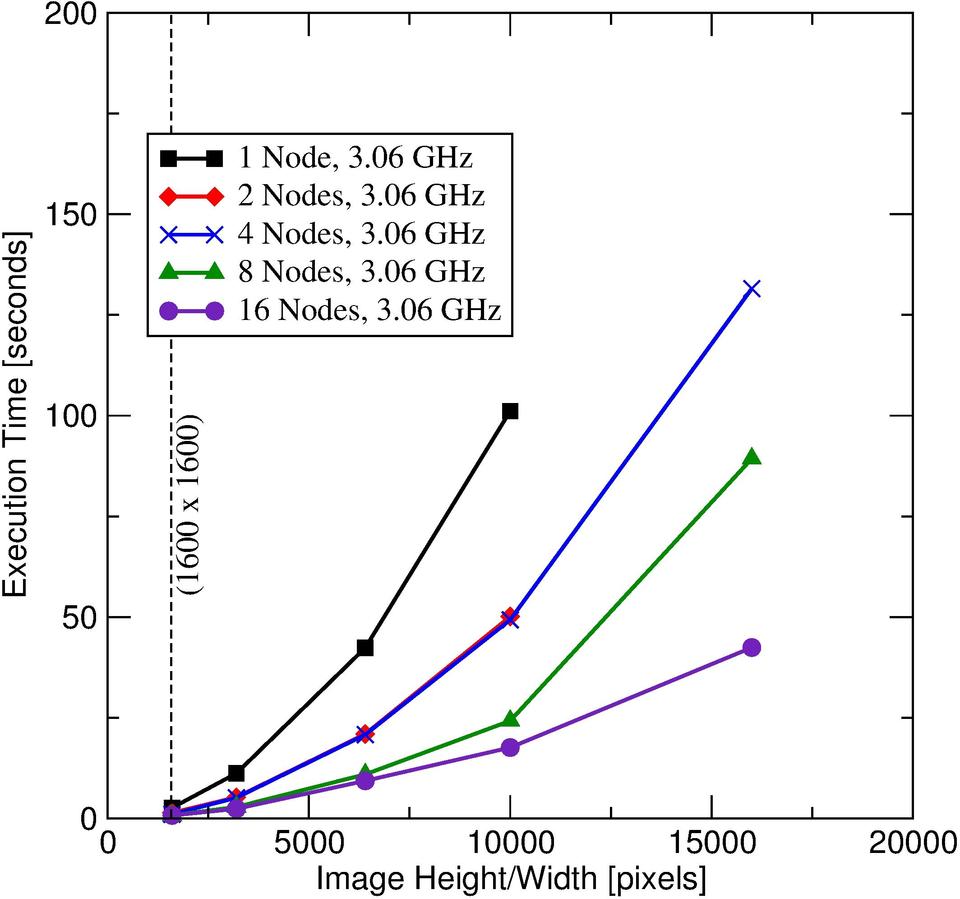 200
150
100
50
0
Execution Time [seconds]
1 Node, 3.06 GHz
2 Nodes, 3.06 GHz
4 Nodes, 3.06 GHz
8 Nodes, 3.06 GHz
16 Nodes, 3.06 GHz
(1600 x 1600)
0 5000 10000 15000 20000
Image Height/Width [pixels]